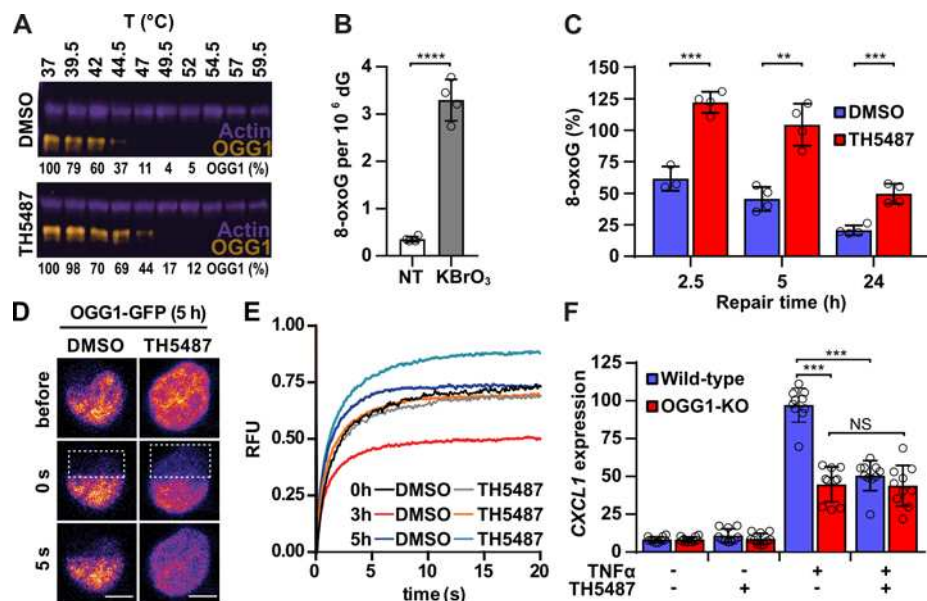 A
T (°C)
37 39.5 42 44.5 47 49.5 52 54.5 57 59.5
DMSO
Actin
OGG1
100 79 60 37 11 4 5 OGG1 (%)
TH5487
Actin
OGG1
100 98 70 69 44 17 12 OGG1 (%)
B
****
8-oxoG per 10⁶ dG
4
3
2
1
0
NT KBrO₃
C
*** ** ***
8-oxoG (%)
150
125
100
75
50
25
0
DMSO
TH5487
2.5 5 24
Repair time (h)
D
OGG1-GFP (5 h)
DMSO TH5487
before
0 s
5 s
E
RFU
1.00
0.75
0.50
0.25
0.00
0h DMSO TH5487
3h DMSO TH5487
5h DMSO TH5487
0 5 10 15 20
time (s)
F
CXCL1 expression
125
100
75
50
25
0
Wild-type
OGG1-KO
***
***
NS
TNFα - - + +
TH5487 - + - +